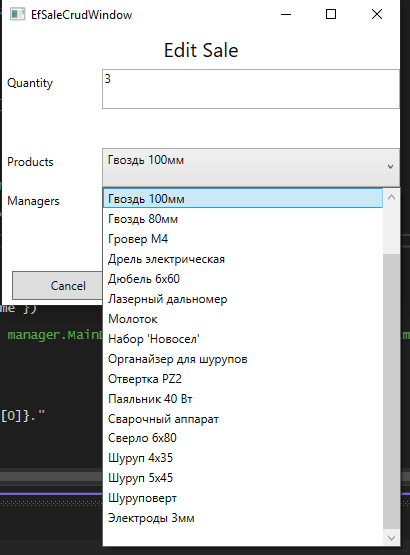 EfSaleCrudWindow
Edit Sale
Quantity
3
Products
Гвоздь 100мм
Managers
Гвоздь 100мм
Гвоздь 80мм
Гровер М4
Дрель электрическая
Дюбель 6х60
Лазерный дальномер
Молоток
Набор 'Новосел'
Органайзер для шурупов
Отвертка PZ2
Паяльник 40 Вт
Сварочный аппарат
Сверло 6х80
Шуруп 4х35
Шуруп 5х45
Шуруповерт
Электроды 3мм
Cancel
me })
manager.MainD
m
[0]}."